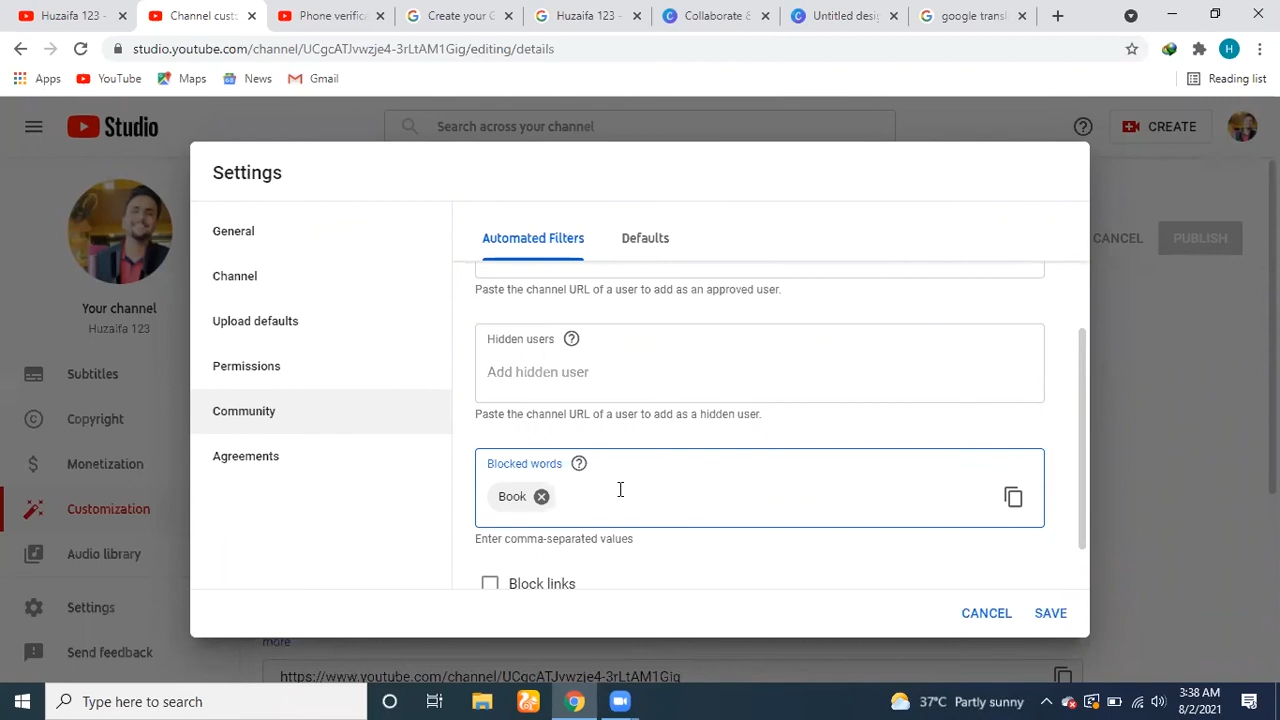 Huzaifa 123 -
Channel cust
Phone verific
Create your G
Huzaifa 123 -
Collaborate &
Untitled desig
google transl
studio.youtube.com/channel/UCgcATJvwzje4-3rLtAM1Gig/editing/details
H
Apps
YouTube
Maps
News
Gmail
Reading list
Studio
Search across your channel
CREATE
Settings
General
Channel
Upload defaults
Permissions
Community
Agreements
Automated Filters
Defaults
Paste the channel URL of a user to add as an approved user.
Hidden users
Add hidden user
Paste the channel URL of a user to add as a hidden user.
Blocked words
Book
Enter comma-separated values
Block links
CANCEL
SAVE
CANCEL
PUBLISH
Your channel
Huzaifa 123
Subtitles
Copyright
Monetization
Customization
Audio library
Settings
Send feedback
more
https://www.youtube.com/channel/UCgcATJvwzje4-3rLtAM1Gig
Type here to search
37°C Partly sunny
3:38 AM
8/2/2021